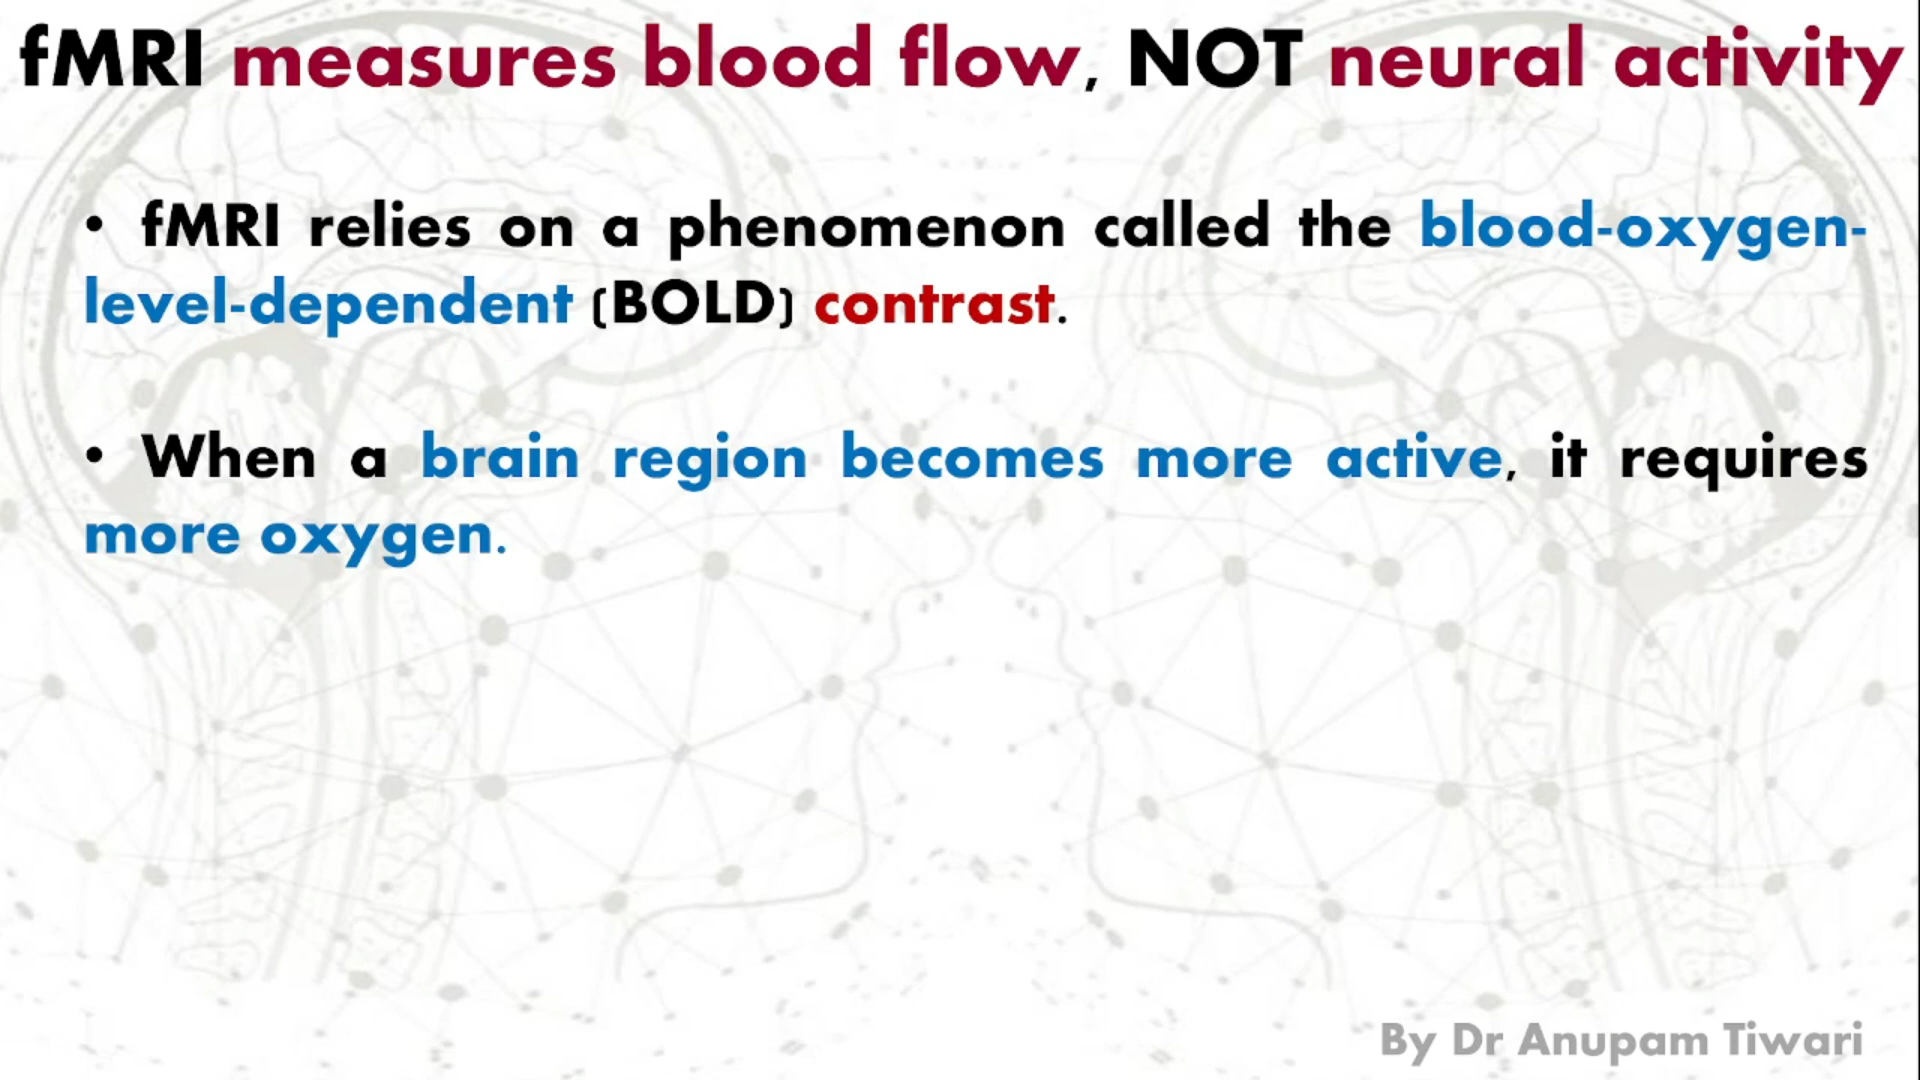 fMRI measures blood flow, NOT neural activity
• fMRI relies on a phenomenon called the blood-oxygen-
level-dependent (BOLD) contrast.
• When a brain region becomes more active, it requires
more oxygen.
By Dr Anupam Tiwari